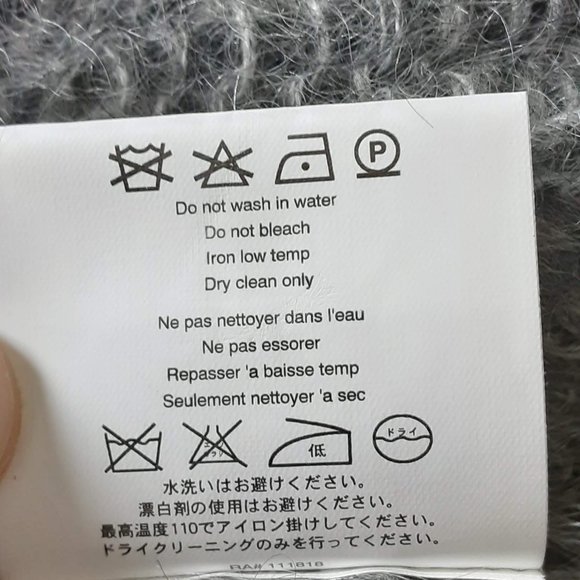 P
Do not wash in water
Do not bleach
Iron low temp
Dry clean only
Ne pas nettoyer dans l'eau
Ne pas essorer
Repasser 'a baisse temp
Seulement nettoyer 'a sec
低
ドライ
水洗いはお避けください。
漂白剤の使用はお避けください。
最高温度110でアイロン掛けしてください。
ドライクリーニングのみを行ってください。
RA# 111818